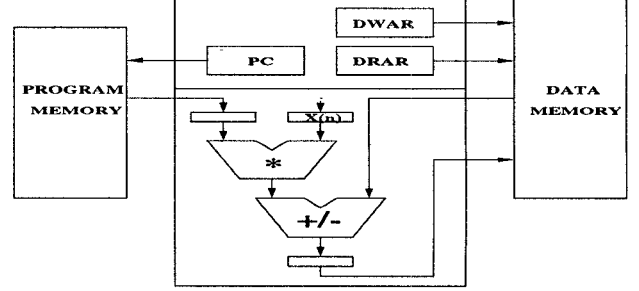 DWAR
PC
DRAR
PROGRAM
MEMORY
DATA
MEMORY
X(n)
*
+/-